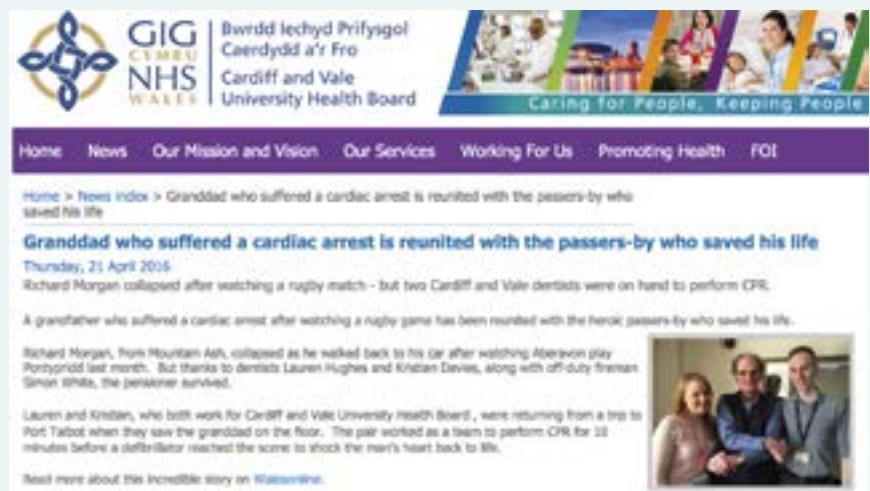 GIG
CYMRU
NHS
WALES
Bwrdd Iechyd Prifysgol
Caerdydd a'r Fro
Cardiff and Vale
University Health Board
Caring for People, Keeping People
Home News Our Mission and Vision Our Services Working For Us Promoting Health FOI
Home > News Index > Granddad who suffered a cardiac arrest is reunited with the passers-by who
saved his life
Granddad who suffered a cardiac arrest is reunited with the passers-by who saved his life
Thursday, 21 April 2016
Richard Morgan collapsed after watching a rugby match - but two Cardiff and Vale dentists were on hand to perform CPR.
A grandfather who suffered a cardiac arrest after watching a rugby game has been reunited with the heroic passers-by who saved his life.
Richard Morgan, from Mountain Ash, collapsed as he walked back to his car after watching Aberavon play
Pontypridd last month. But thanks to dentists Lauren Hughes and Kristian Davies, along with off-duty fireman
Simon White, the pensioner survived.
Lauren and Kristian, who both work for Cardiff and Vale University Health Board , were returning from a trip to
Port Talbot when they saw the granddad on the floor. The pair worked as a team to perform CPR for 10
minutes before a defibrillator reached the scene to shock the man's heart back to life.
Read more about this incredible story on Walesonline.